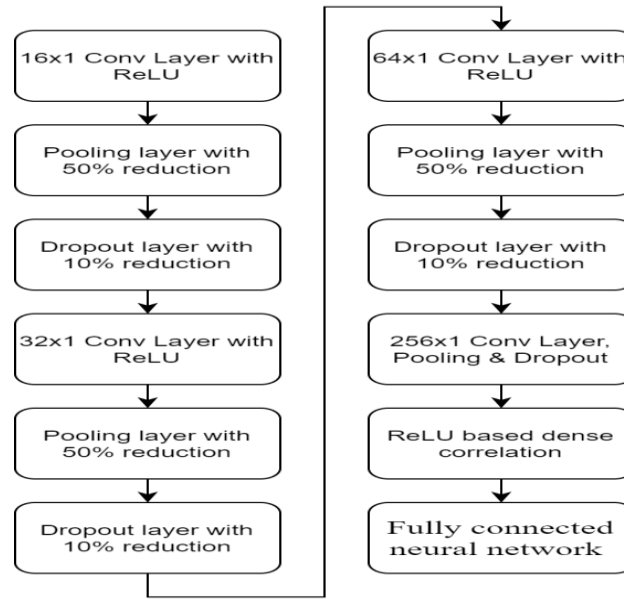 16x1 Conv Layer with
ReLU
Pooling layer with
50% reduction
Dropout layer with
10% reduction
32x1 Conv Layer with
ReLU
Pooling layer with
50% reduction
Dropout layer with
10% reduction
64x1 Conv Layer with
ReLU
Pooling layer with
50% reduction
Dropout layer with
10% reduction
256x1 Conv Layer,
Pooling & Dropout
ReLU based dense
correlation
Fully connected
neural network